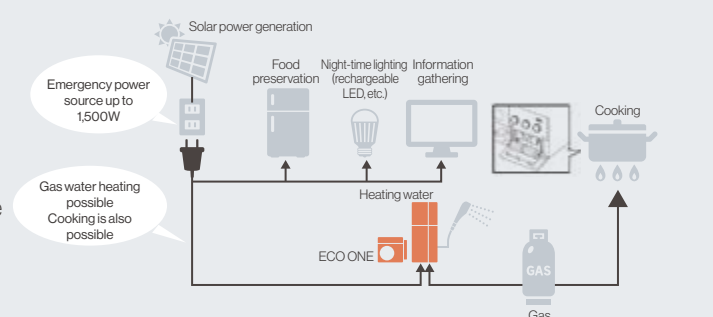 Solar power generation
Emergency power
source up to
1,500W
Food
preservation
Night-time lighting
(rechargeable
LED, etc.)
Information
gathering
Cooking
Gas water heating
possible
Cooking is also
possible
Heating water
ECO ONE
GAS
Gas